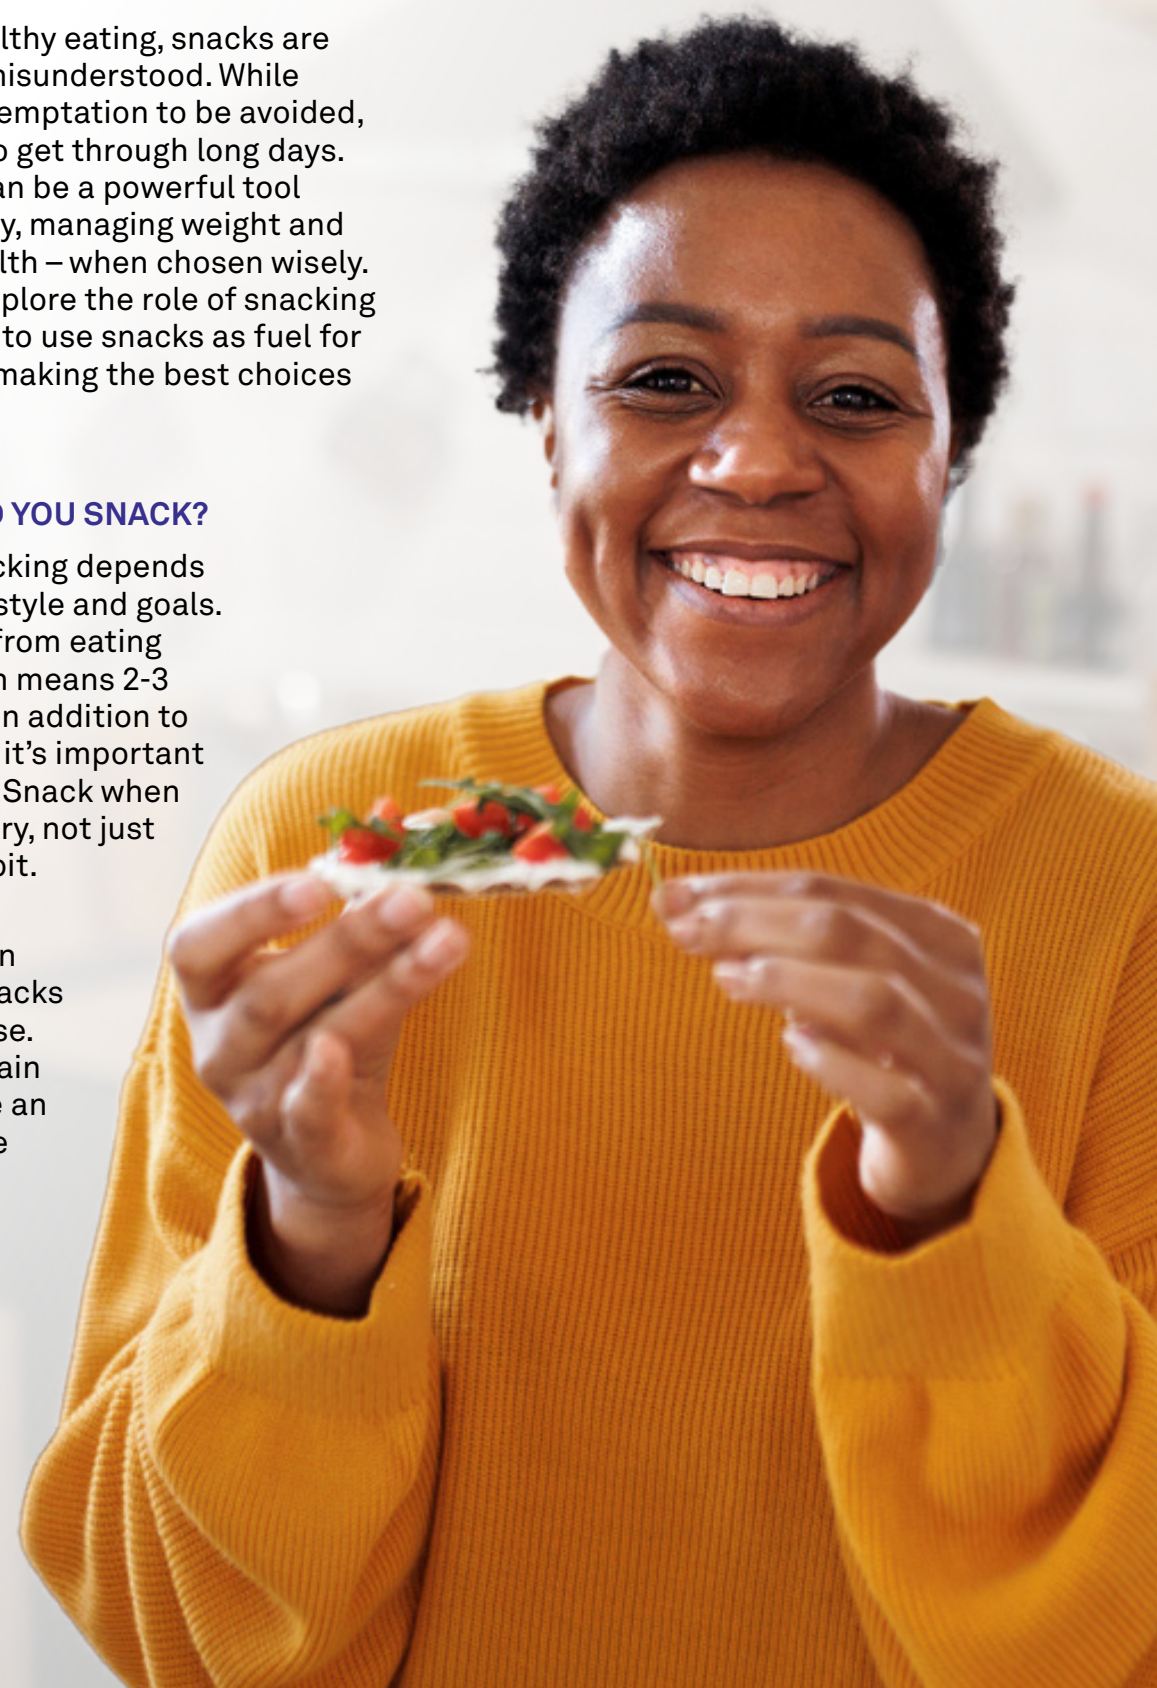 lthy eating, snacks are
isunderstood. While
emptation to be avoided,
o get through long days.
an be a powerful tool
y, managing weight and
lth – when chosen wisely.
plore the role of snacking
to use snacks as fuel for
making the best choices
YOU SNACK?
cking depends
style and goals.
from eating
means 2-3
n addition to
it's important
Snack when
ry, not just
bit.
n
acks
se.
ain
an
e